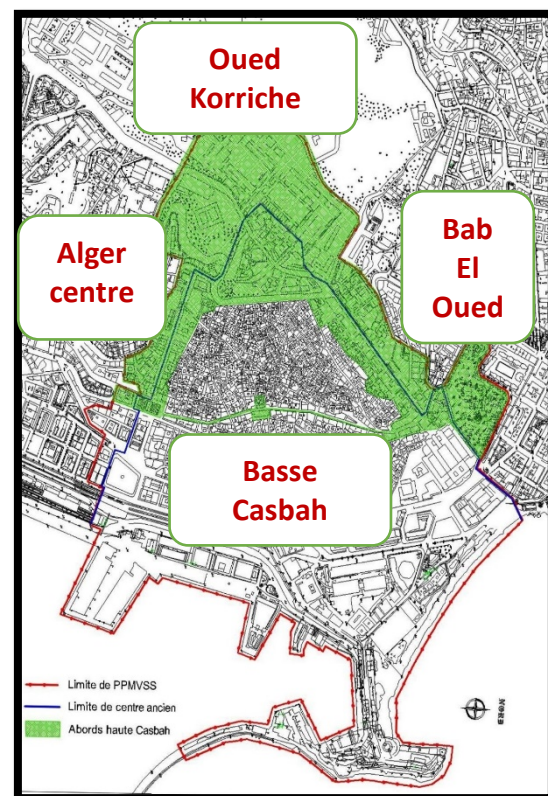 Oued
Korriche
Alger
centre
Bab
El
Oued
Basse
Casbah
Limite de PPMVSS
Limite de centre ancien
Abords haute Casbah